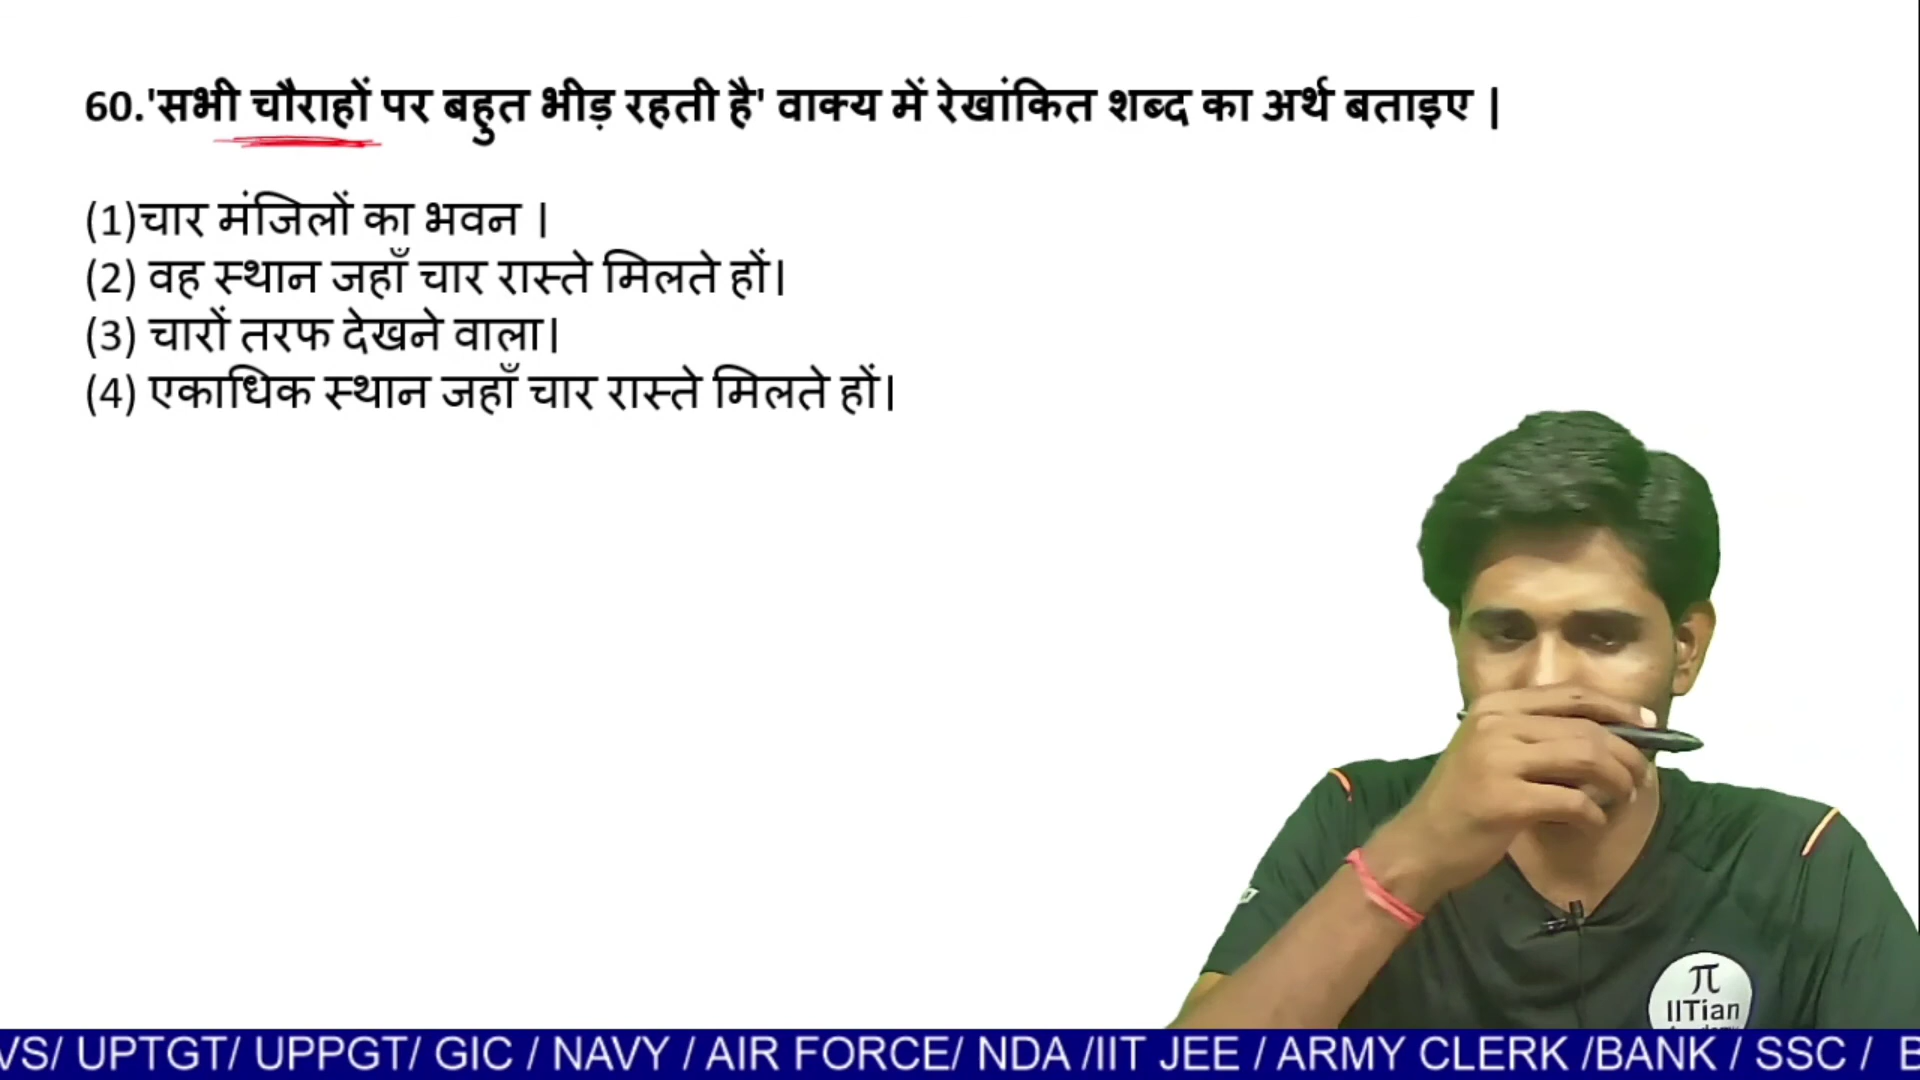 60.'सभी चौराहों पर बहुत भीड़ रहती है' वाक्य में रेखांकित शब्द का अर्थ बताइए |
(1)चार मंजिलों का भवन |
(2) वह स्थान जहाँ चार रास्ते मिलते हों|
(3) चारों तरफ देखने वाला|
(4) एकाधिक स्थान जहाँ चार रास्ते मिलते हों|
π
IITian
VS/ UPTGT/ UPPGT/ GIC / NAVY / AIR FORCE/ NDA /IIT JEE / ARMY CLERK /BANK / SSC / B